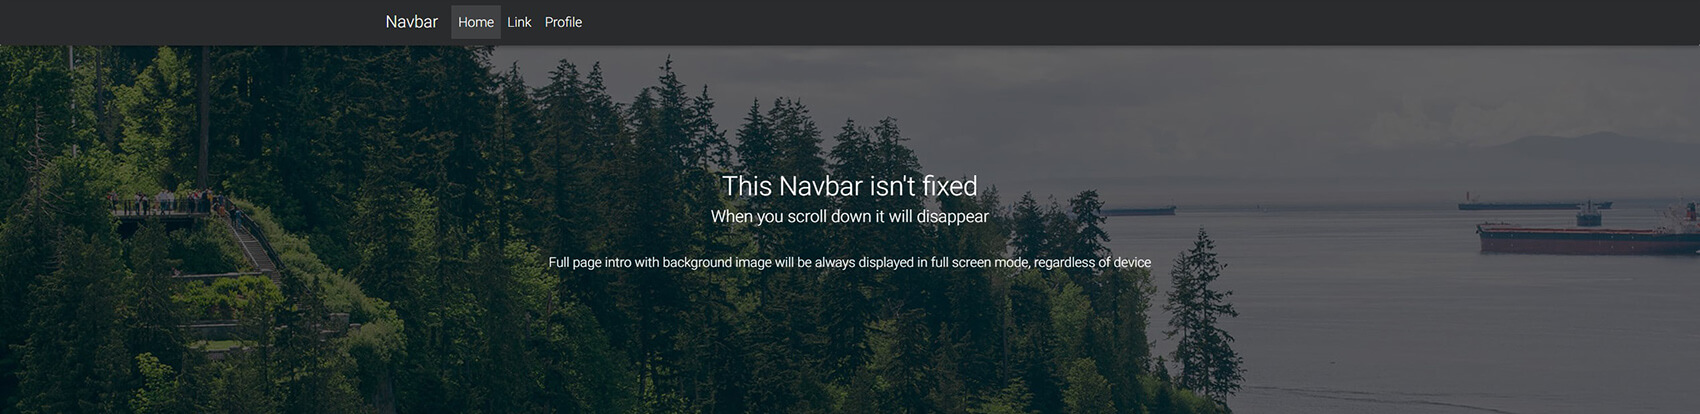 Navbar Home Link Profile
This Navbar isn't fixed
When you scroll down it will disappear
Full page intro with background image will be always displayed in full screen mode, regardless of device